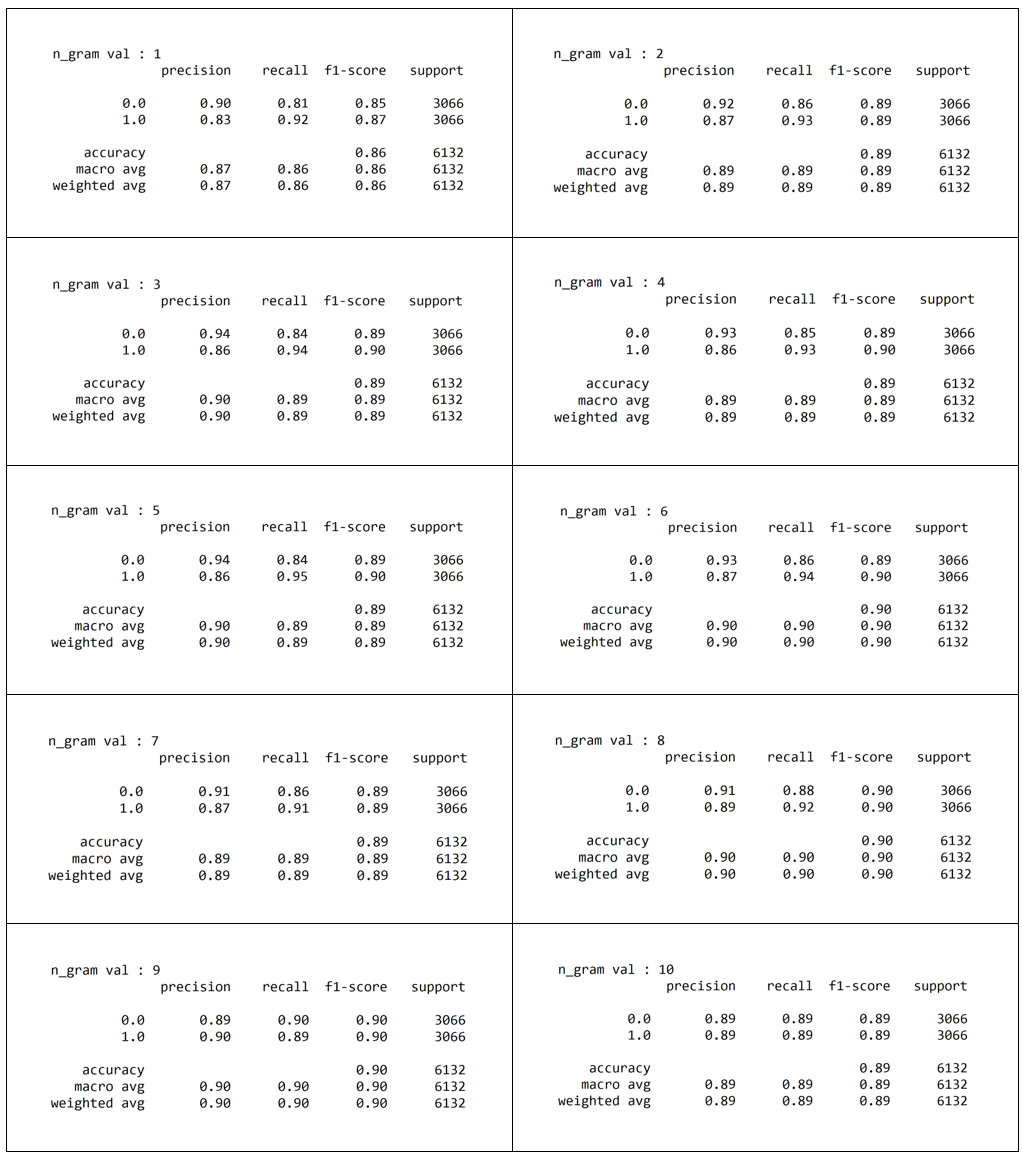 n_gram val : 1
precision recall f1-score support
0.0 0.90 0.81 0.85 3066
1.0 0.83 0.92 0.87 3066
accuracy 0.86 6132
macro avg 0.87 0.86 0.86 6132
weighted avg 0.87 0.86 0.86 6132
n_gram val : 2
precision recall f1-score support
0.0 0.92 0.86 0.89 3066
1.0 0.87 0.93 0.89 3066
accuracy 0.89 6132
macro avg 0.89 0.89 0.89 6132
weighted avg 0.89 0.89 0.89 6132
n_gram val : 3
precision recall f1-score support
0.0 0.94 0.84 0.89 3066
1.0 0.86 0.94 0.90 3066
accuracy 0.89 6132
macro avg 0.90 0.89 0.89 6132
weighted avg 0.90 0.89 0.89 6132
n_gram val : 4
precision recall f1-score support
0.0 0.93 0.85 0.89 3066
1.0 0.86 0.93 0.90 3066
accuracy 0.89 6132
macro avg 0.89 0.89 0.89 6132
weighted avg 0.89 0.89 0.89 6132
n_gram val : 5
precision recall f1-score support
0.0 0.94 0.84 0.89 3066
1.0 0.86 0.95 0.90 3066
accuracy 0.89 6132
macro avg 0.90 0.89 0.89 6132
weighted avg 0.90 0.89 0.89 6132
n_gram val : 6
precision recall f1-score support
0.0 0.93 0.86 0.89 3066
1.0 0.87 0.94 0.90 3066
accuracy 0.90 6132
macro avg 0.90 0.90 0.90 6132
weighted avg 0.90 0.90 0.90 6132
n_gram val : 7
precision recall f1-score support
0.0 0.91 0.86 0.89 3066
1.0 0.87 0.91 0.89 3066
accuracy 0.89 6132
macro avg 0.89 0.89 0.89 6132
weighted avg 0.89 0.89 0.89 6132
n_gram val : 8
precision recall f1-score support
0.0 0.91 0.88 0.90 3066
1.0 0.89 0.92 0.90 3066
accuracy 0.90 6132
macro avg 0.90 0.90 0.90 6132
weighted avg 0.90 0.90 0.90 6132
n_gram val : 9
precision recall f1-score support
0.0 0.89 0.90 0.90 3066
1.0 0.90 0.89 0.90 3066
accuracy 0.90 6132
macro avg 0.90 0.90 0.90 6132
weighted avg 0.90 0.90 0.90 6132
n_gram val : 10
precision recall f1-score support
0.0 0.89 0.89 0.89 3066
1.0 0.89 0.89 0.89 3066
accuracy 0.89 6132
macro avg 0.89 0.89 0.89 6132
weighted avg 0.89 0.89 0.89 6132